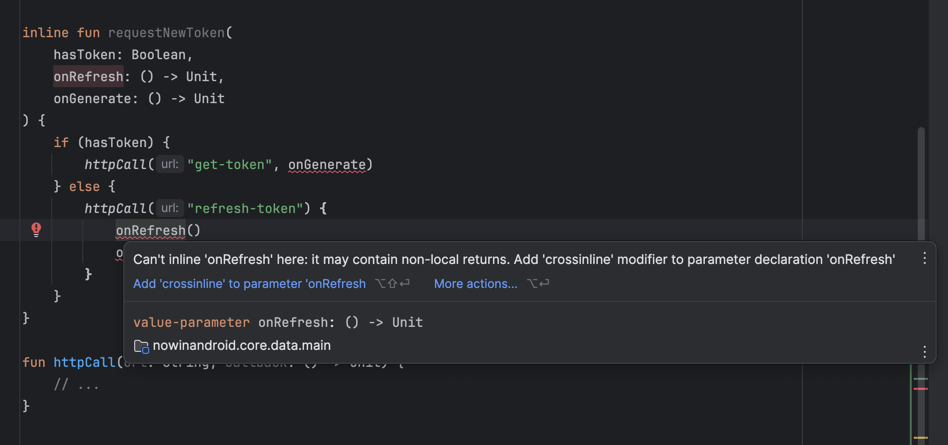 inline fun requestNewToken(
hasToken: Boolean,
onRefresh: () -> Unit,
onGenerate: () -> Unit
) {
if (hasToken) {
httpCall( url: "get-token", onGenerate)
} else {
httpCall( url: "refresh-token") {
onRefresh()
o
Can't inline 'onRefresh' here: it may contain non-local returns. Add 'crossinline' modifier to parameter declaration 'onRefresh'
Add 'crossinline' to parameter 'onRefresh ⌥⇧⏎ More actions... ⌥⏎
value-parameter onRefresh: () -> Unit
nowinandroid.core.data.main
}
}
}
fun httpCall(
// ...
}